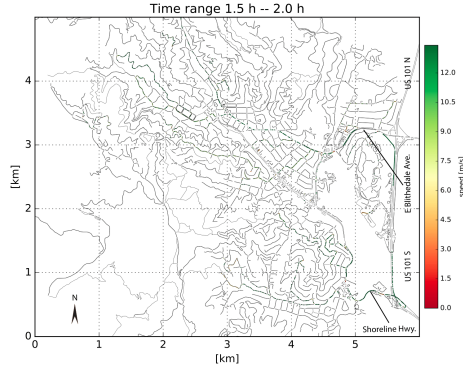 Time range 1.5 h -- 2.0 h
US 101 N
12.0
4
10.5
9.0
3
7.5
[km]
speed [m/s]
E Blithedale Ave.
6.0
2
4.5
US 101 S
3.0
1
1.5
N
0.0
Shoreline Hwy.
0
0
1
2
3
4
5
[km]